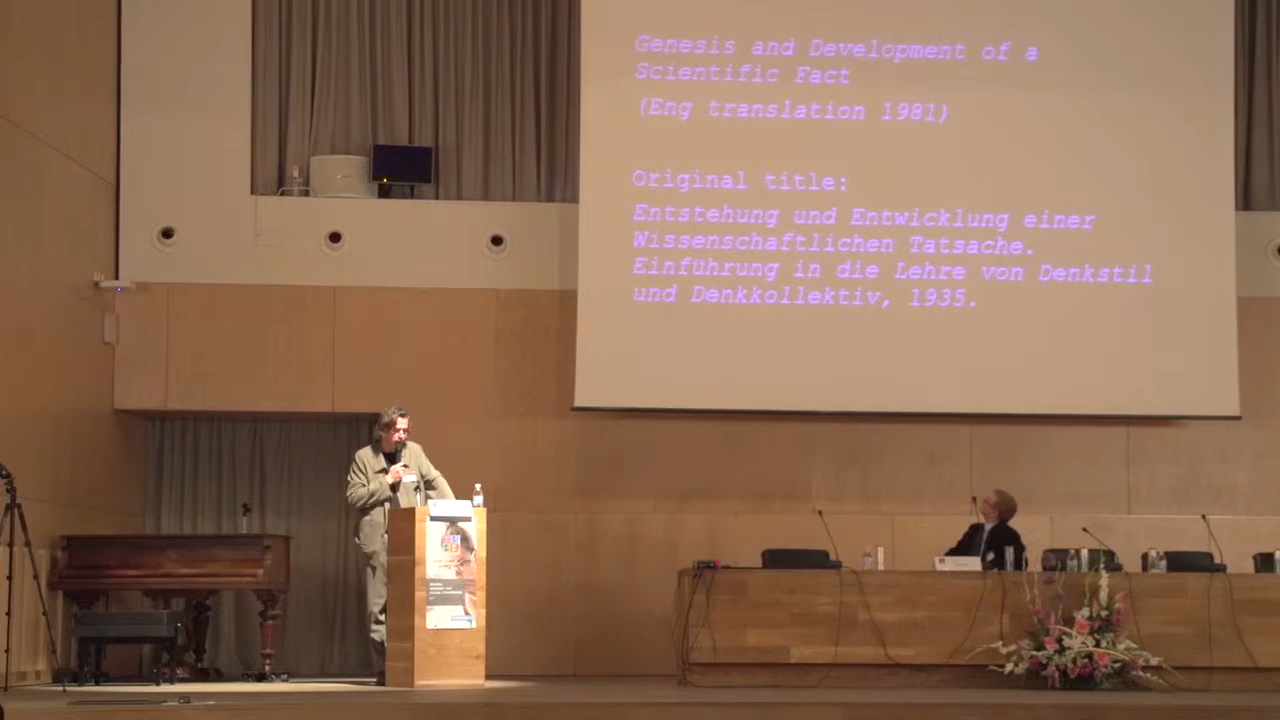 Genesis and Development of a
Scientific Fact
(Eng translation 1981)
Original title:
Entstehung und Entwicklung einer
Wissenschaftlichen Tatsache.
Einführung in die Lehre von Denkstil
und Denkkollektiv, 1935.